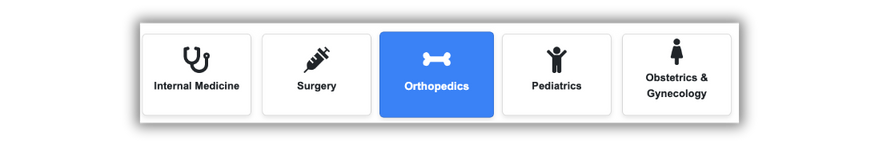 Internal Medicine
Surgery
Orthopedics
Pediatrics
Obstetrics &
Gynecology